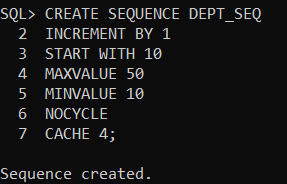 SQL> CREATE SEQUENCE DEPT_SEQ
  2  INCREMENT BY 1
  3  START WITH 10
  4  MAXVALUE 50
  5  MINVALUE 10
  6  NOCYCLE
  7  CACHE 4;
Sequence created.